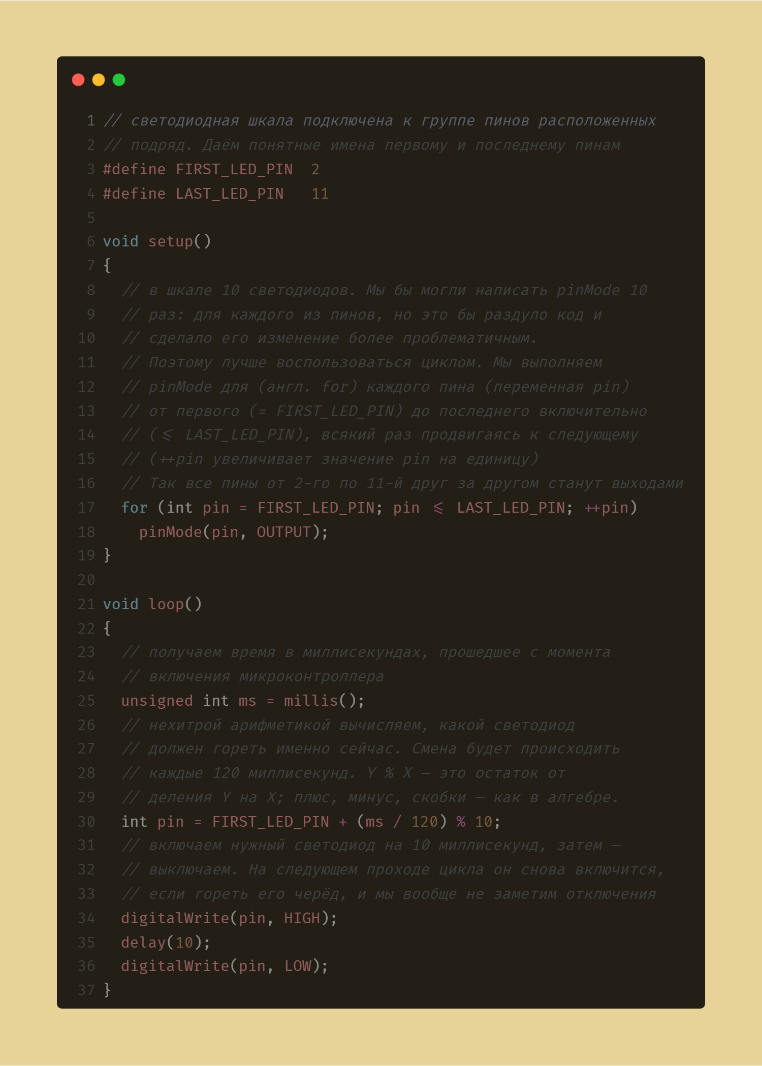 1 // светодиодная шкала подключена к группе пинов расположенных
2 // подряд. Даём понятные имена первому и последнему пинам
3 #define FIRST_LED_PIN  2
4 #define LAST_LED_PIN   11
5
6 void setup()
7 {
8   // в шкале 10 светодиодов. Мы бы могли написать pinMode 10
9   // раз: для каждого из пинов, но это бы раздуло код и
10   // сделало его изменение более проблематичным.
11   // Поэтому лучше воспользоваться циклом. Мы выполняем
12   // pinMode для (англ. for) каждого пина (переменная pin)
13   // от первого (= FIRST_LED_PIN) до последнего включительно
14   // (<= LAST_LED_PIN), всякий раз продвигаясь к следующему
15   // (++pin увеличивает значение pin на единицу)
16   // Так все пины от 2-го по 11-й друг за другом станут выходами
17   for (int pin = FIRST_LED_PIN; pin <= LAST_LED_PIN; ++pin)
18     pinMode(pin, OUTPUT);
19 }
20
21 void loop()
22 {
23   // получаем время в миллисекундах, прошедшее с момента
24   // включения микроконтроллера
25   unsigned int ms = millis();
26   // нехитрой арифметикой вычисляем, какой светодиод
27   // должен гореть именно сейчас. Смена будет происходить
28   // каждые 120 миллисекунд. Y % X — это остаток от
29   // деления Y на X; плюс, минус, скобки — как в алгебре.
30   int pin = FIRST_LED_PIN + (ms / 120) % 10;
31   // включаем нужный светодиод на 10 миллисекунд, затем —
32   // выключаем. На следующем проходе цикла он снова включится,
33   // если гореть его черёд, и мы вообще не заметим отключения
34   digitalWrite(pin, HIGH);
35   delay(10);
36   digitalWrite(pin, LOW);
37 }